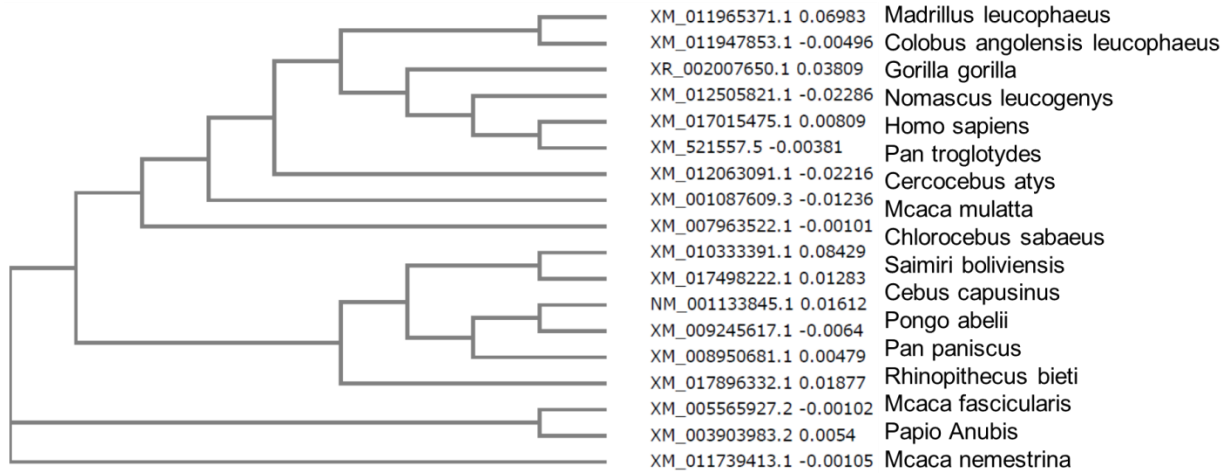 XM_011965371.1 0.06983 Madrillus leucophaeus
XM_011947853.1 -0.00496 Colobus angolensis leucophaeus
XR_002007650.1 0.03809 Gorilla gorilla
XM_012505821.1 -0.02286 Nomascus leucogenys
XM_017015475.1 0.00809 Homo sapiens
XM_521557.5 -0.00381 Pan troglotydes
XM_012063091.1 -0.02216 Cercocebus atys
XM_001087609.3 -0.01236 Mcaca mulatta
XM_007963522.1 -0.00101 Chlorocebus sabaeus
XM_010333391.1 0.08429 Saimiri boliviensis
XM_017498222.1 0.01283 Cebus capusinus
NM_001133845.1 0.01612 Pongo abelii
XM_009245617.1 -0.0064 Pan paniscus
XM_008950681.1 0.00479 Rhinopithecus bieti
XM_017896332.1 0.01877 Mcaca fascicularis
XM_005565927.2 -0.00102 Papio Anubis
XM_003903983.2 0.0054 Mcaca nemestrina
XM_011739413.1 -0.00105